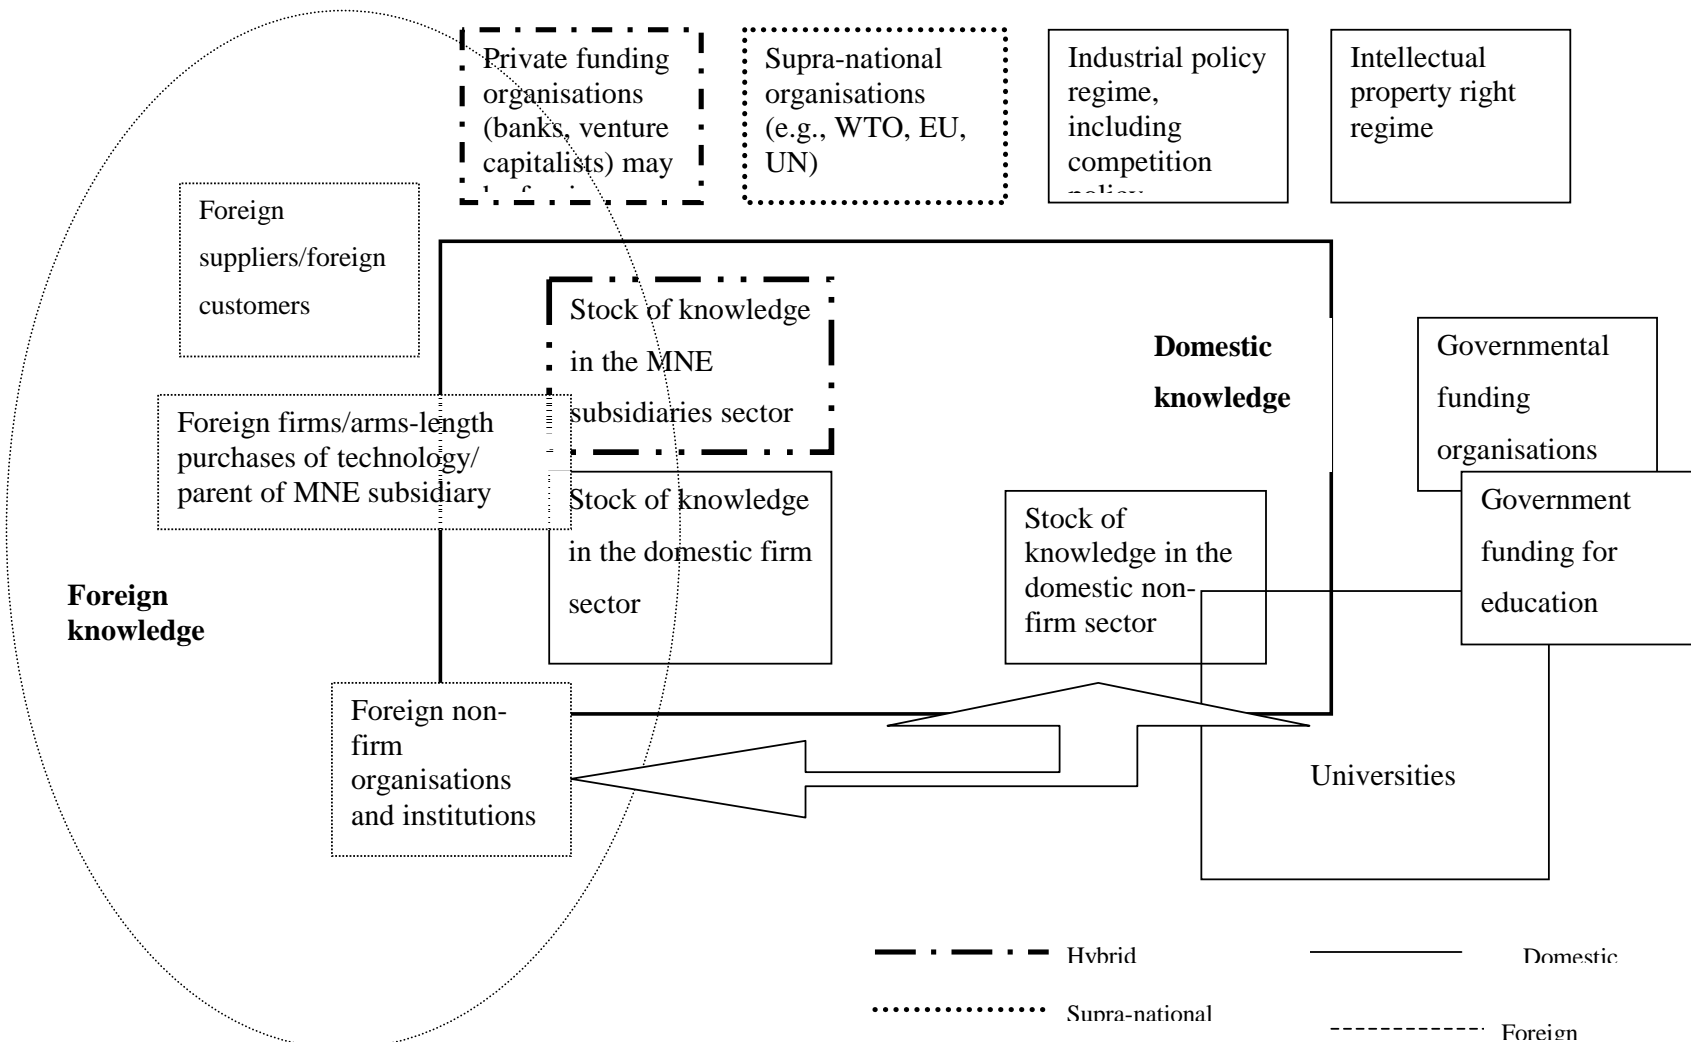 Private funding
organisations
(banks, venture
capitalists) may
Supra-national
organisations
(e.g., WTO, EU,
UN)
Industrial policy
regime,
including
competition
policy
Intellectual
property right
regime
Foreign
suppliers/foreign
customers
Stock of knowledge
in the MNE
subsidiaries sector
Domestic
knowledge
Governmental
funding
organisations
Foreign firms/arms-length
purchases of technology/
parent of MNE subsidiary
Stock of knowledge
in the domestic firm
sector
Stock of
knowledge in the
domestic non-
firm sector
Government
funding for
education
Foreign
knowledge
Foreign non-
firm
organisations
and institutions
Universities
Hybrid
Domestic
Supra-national
Foreign